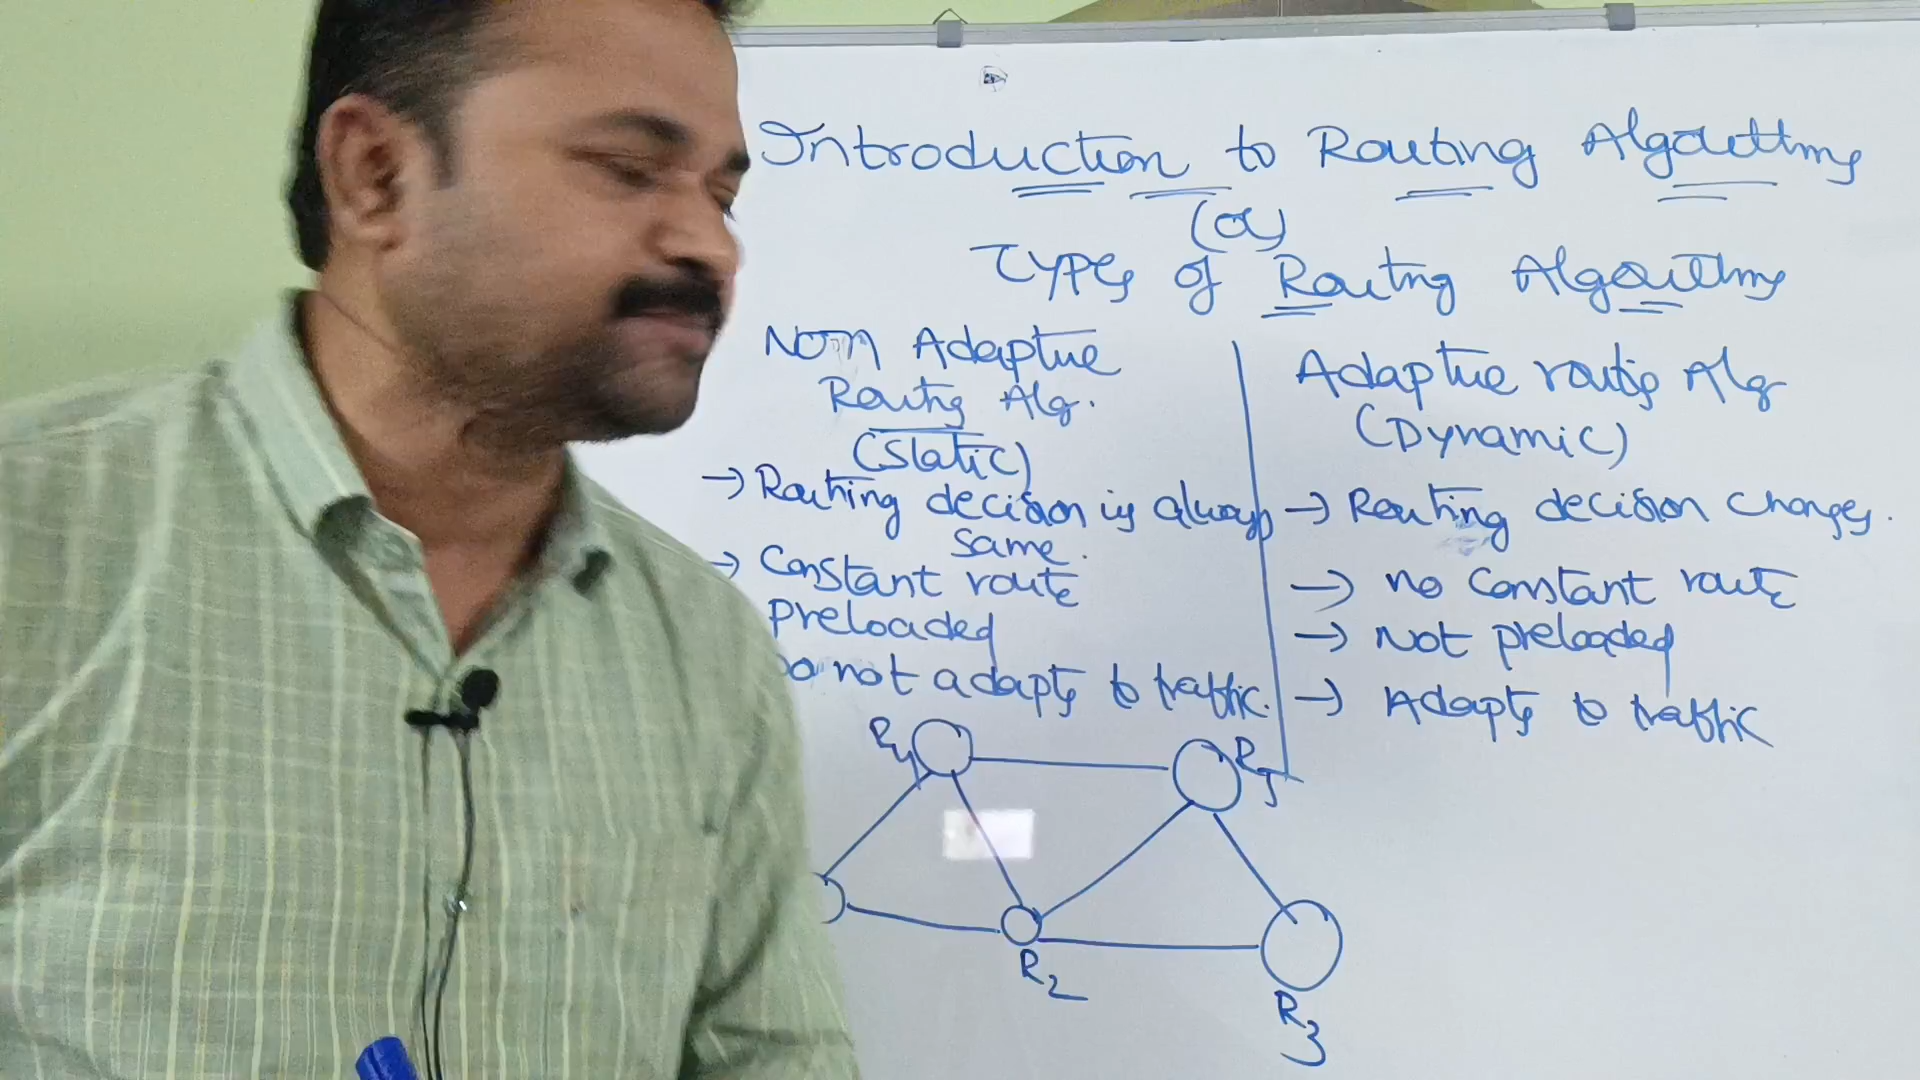 Introduction to Routing Algorithms
(or)
Types of Routing Algorithms
Non Adaptive
Routing Alg.
(Static)
→ Routing decision is always
same.
→ Constant route
preloaded
Do not adapts to traffic.
Adaptive routing Alg
(Dynamic)
→ Routing decision changes.
→ no constant route
→ Not preloaded
→ Adapts to traffic
R4
R5
R2
R3